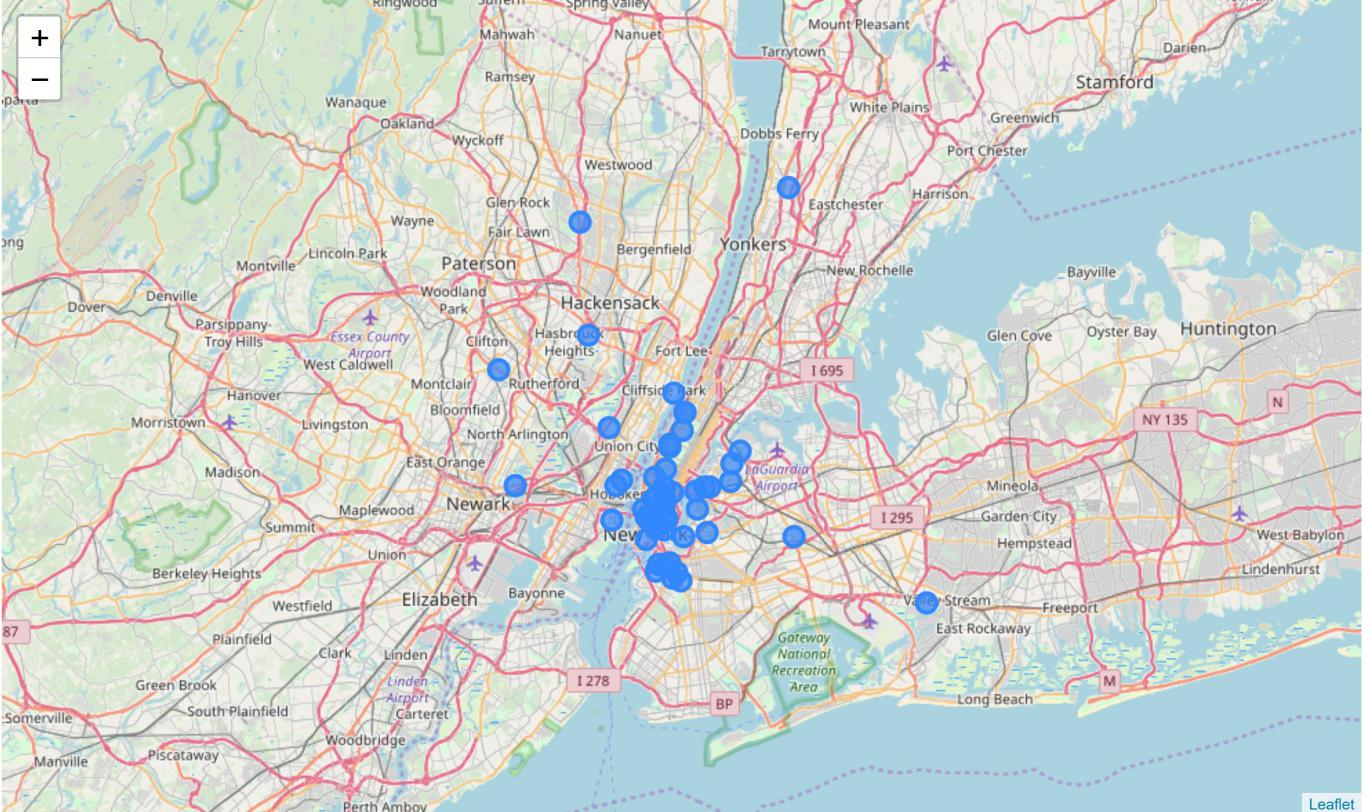 +
−
Ringwood
Suffern
Spring Valley
Mahwah
Nanuet
Mount Pleasant
Tarrytown
Darien
Stamford
Ramsey
Wanaque
Oakland
Wyckoff
Westwood
Dobbs Ferry
White Plains
Greenwich
Port Chester
Glen Rock
Fair Lawn
Wayne
Eastchester
Harrison
Lincoln Park
Montville
Bergenfield
Yonkers
New Rochelle
Paterson
Woodland
Park
Bayville
Denville
Dover
Hackensack
Glen Cove
Oyster Bay
Huntington
Parsippany-
Troy Hills
Essex County
Airport
West Caldwell
Clifton
Hasbrouck
Heights
Fort Lee
I 695
Montclair
Rutherford
Cliffside Park
Hanover
Morristown
Livingston
Bloomfield
North Arlington
Union City
N
NY 135
East Orange
LaGuardia
Airport
Madison
Maplewood
Newark
Hoboken
Mineola
Summit
New
K
I 295
Garden City
Hempstead
West Babylon
Union
Berkeley Heights
Bayonne
Elizabeth
Lindenhurst
Valley Stream
Freeport
East Rockaway
Westfield
87
Plainfield
Clark
Linden
Gateway
National
Recreation
Area
Green Brook
Linden
Airport
I 278
M
BP
Long Beach
Somerville
South Plainfield
Carteret
Woodbridge
Manville
Piscataway
Perth Amboy
Leaflet